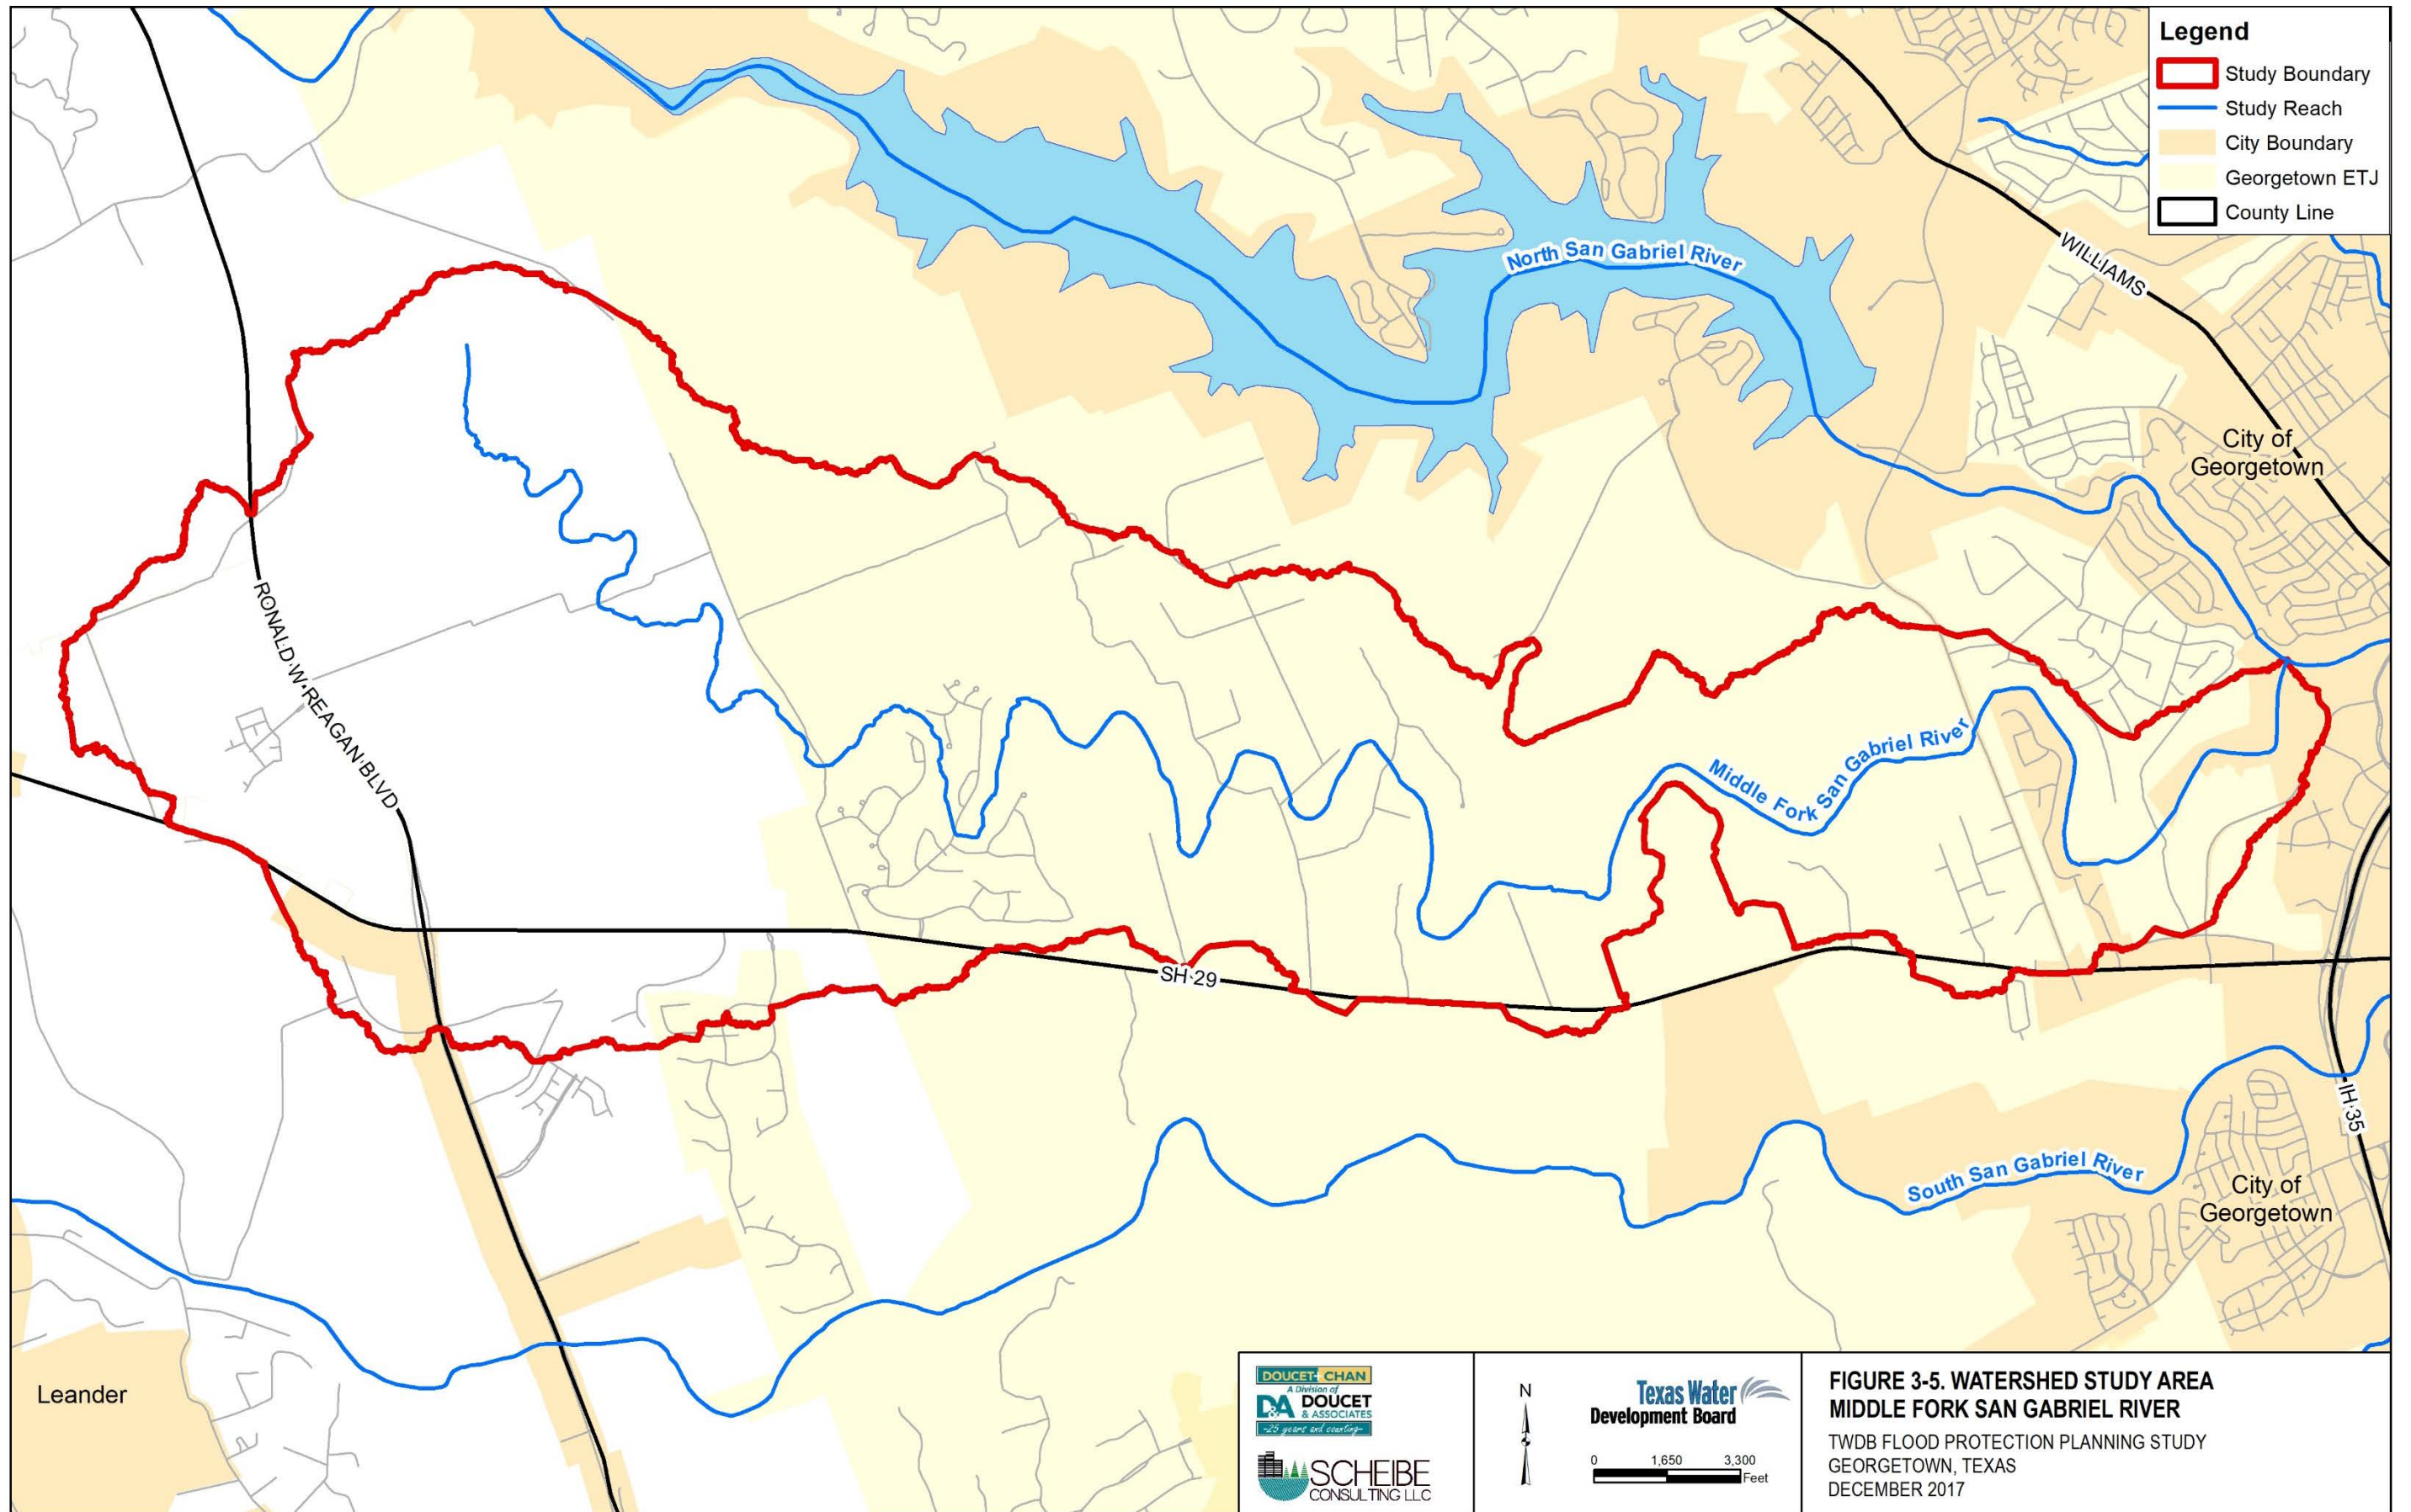 Legend
Study Boundary
Study Reach
City Boundary
Georgetown ETJ
County Line
WILLIAMS
North San Gabriel River
City of
Georgetown
RONALD W REAGAN BLVD
Middle Fork San Gabriel River
SH 29
IH 35
South San Gabriel River
City of
Georgetown
Leander
DOUCET+CHAN
A Division of
D&A DOUCET
& ASSOCIATES
-25 years and counting-
SCHEIBE
CONSULTING LLC
N
Texas Water
Development Board
0 1,650 3,300
Feet
FIGURE 3-5. WATERSHED STUDY AREA
MIDDLE FORK SAN GABRIEL RIVER
TWDB FLOOD PROTECTION PLANNING STUDY
GEORGETOWN, TEXAS
DECEMBER 2017